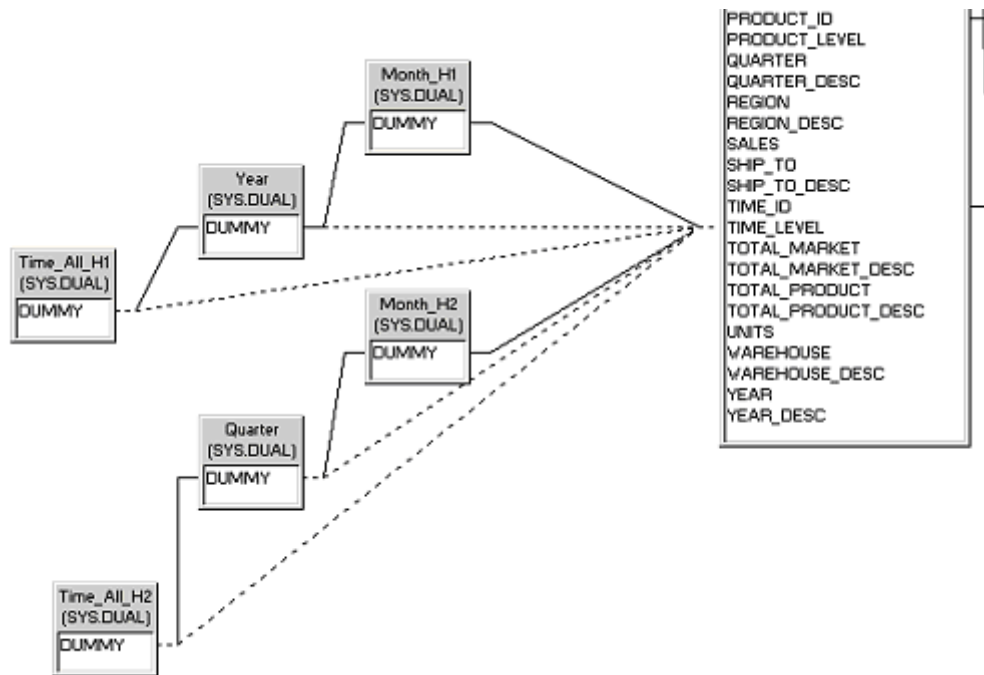 Month_H1
(SYS.DUAL)
DUMMY
Year
(SYS.DUAL)
DUMMY
Time_All_H1
(SYS.DUAL)
DUMMY
Month_H2
(SYS.DUAL)
DUMMY
Quarter
(SYS.DUAL)
DUMMY
Time_All_H2
(SYS.DUAL)
DUMMY
PRODUCT_ID
PRODUCT_LEVEL
QUARTER
QUARTER_DESC
REGION
REGION_DESC
SALES
SHIP_TO
SHIP_TO_DESC
TIME_ID
TIME_LEVEL
TOTAL_MARKET
TOTAL_MARKET_DESC
TOTAL_PRODUCT
TOTAL_PRODUCT_DESC
UNITS
WAREHOUSE
WAREHOUSE_DESC
YEAR
YEAR_DESC